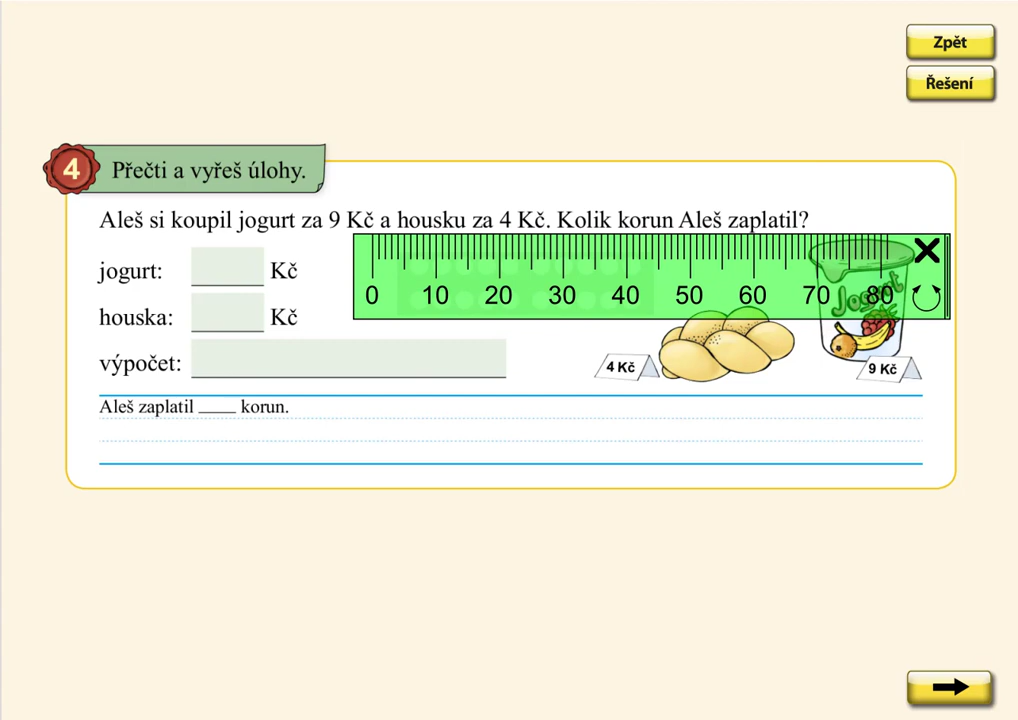 Zpět
Řešení
4 Přečti a vyřeš úlohy.
Aleš si koupil jogurt za 9 Kč a housku za 4 Kč. Kolik korun Aleš zaplatil?
jogurt: Kč
0 10 20 30 40 50 60 70 80
Jogurt
houska: Kč
výpočet:
4 Kč
9 Kč
Aleš zaplatil ____ korun.